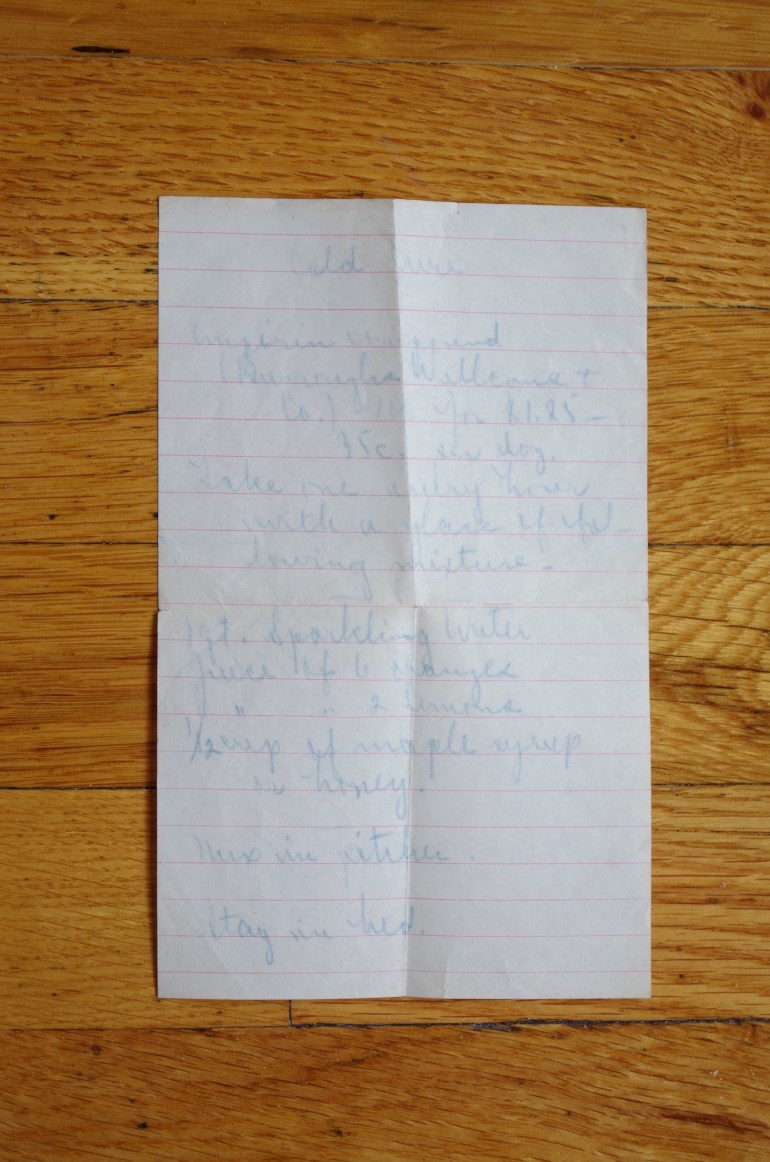 Cold Cure
Empirin Compound
(Burroughs Wellcome +
Co.) 100 for $1.25 –
35c. per doz.
Take one every hour
with a glass of fol-
lowing mixture: –
1 qt. Sparkling Water
Juice of 6 oranges
" " 2 lemons
1/2 cup of maple syrup
or honey.
Mix in pitcher.
Stay in bed.